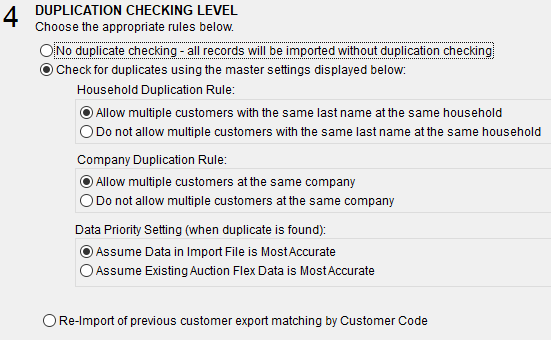 4
DUPLICATION CHECKING LEVEL
Choose the appropriate rules below.
No duplicate checking - all records will be imported without duplication checking
Check for duplicates using the master settings displayed below:
Household Duplication Rule:
Allow multiple customers with the same last name at the same household
Do not allow multiple customers with the same last name at the same household
Company Duplication Rule:
Allow multiple customers at the same company
Do not allow multiple customers at the same company
Data Priority Setting (when duplicate is found):
Assume Data in Import File is Most Accurate
Assume Existing Auction Flex Data is Most Accurate
Re-Import of previous customer export matching by Customer Code